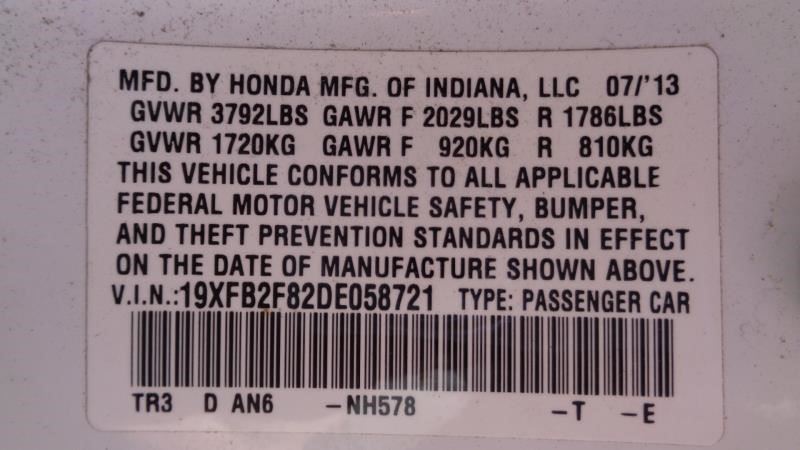 MFD. BY HONDA MFG. OF INDIANA, LLC 07/'13
GVWR 3792LBS GAWR F 2029LBS R 1786LBS
GVWR 1720KG GAWR F 920KG R 810KG
THIS VEHICLE CONFORMS TO ALL APPLICABLE
FEDERAL MOTOR VEHICLE SAFETY, BUMPER,
AND THEFT PREVENTION STANDARDS IN EFFECT
ON THE DATE OF MANUFACTURE SHOWN ABOVE.
V.I.N.:19XFB2F82DE058721 TYPE: PASSENGER CAR
TR3 D AN6 –NH578 –T –E